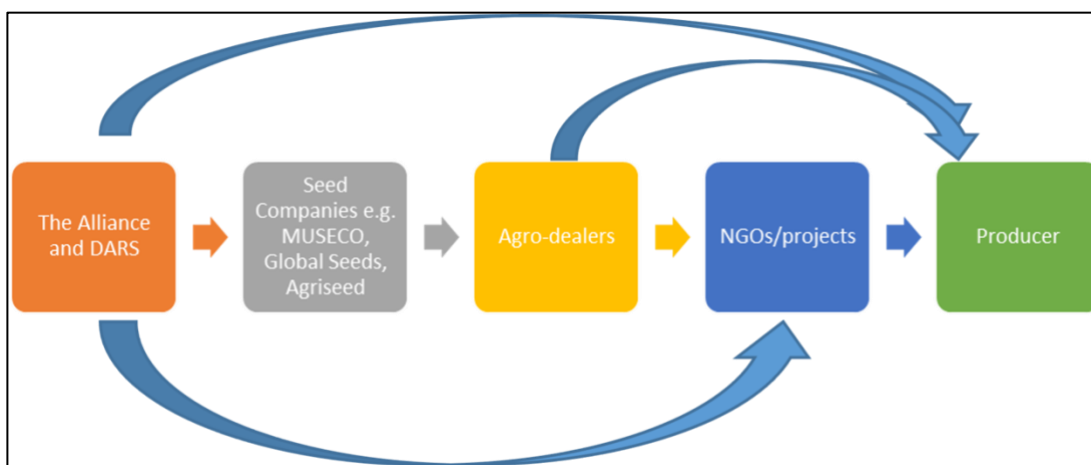 The Alliance
and DARS
Seed
Companies e.g.
MUSECO,
Global Seeds,
Agriseed
Agro-dealers
NGOs/projects
Producer